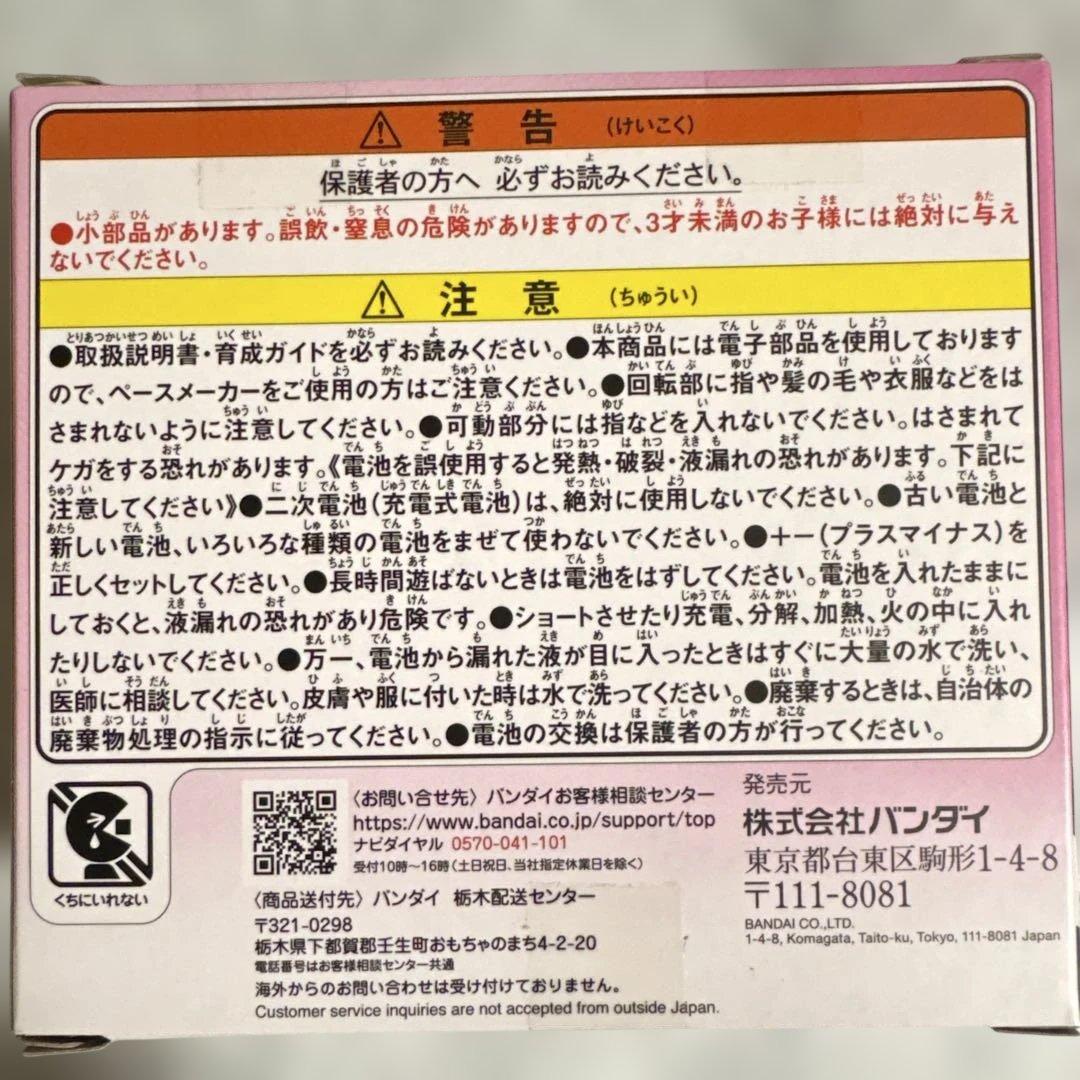 警告 (けいこく)
保護者の方へ 必ずお読みください。
●小部品があります。誤飲・窒息の危険がありますので、3才未満のお子様には絶対に与え
ないでください。
注意 (ちゅうい)
●取扱説明書・育成ガイドを必ずお読みください。●本商品には電子部品を使用しております
ので、ペースメーカーをご使用の方はご注意ください。●回転部に指や髪の毛や衣服などをは
さまれないように注意してください。●可動部分には指などを入れないでください。はさまれて
ケガをする恐れがあります。《電池を誤使用すると発熱・破裂・液漏れの恐れがあります。下記に
注意してください》●二次電池(充電式電池)は、絶対に使用しないでください。●古い電池と
新しい電池、いろいろな種類の電池をまぜて使わないでください。●+-(プラスマイナス)を
正しくセットしてください。●長時間遊ばないときは電池をはずしてください。電池を入れたままに
しておくと、液漏れの恐れがあり危険です。●ショートさせたり充電、分解、加熱、火の中に入れ
たりしないでください。●万一、電池から漏れた液が目に入ったときはすぐに大量の水で洗い、
医師に相談してください。皮膚や服に付いた時は水で洗ってください。●廃棄するときは、自治体の
廃棄物処理の指示に従ってください。●電池の交換は保護者の方が行ってください。
くちにいれない
〈お問い合せ先〉バンダイお客様相談センター
https://www.bandai.co.jp/support/top
ナビダイヤル 0570-041-101
受付10時~16時(土日祝日、当社指定休業日を除く)
〈商品送付先〉バンダイ 栃木配送センター
〒321-0298
栃木県下都賀郡壬生町おもちゃのまち4-2-20
電話番号はお客様相談センター共通
海外からのお問い合わせは受け付けておりません。
Customer service inquiries are not accepted from outside Japan.
発売元
株式会社バンダイ
東京都台東区駒形1-4-8
〒111-8081
BANDAI CO.,LTD.
1-4-8, Komagata, Taito-ku, Tokyo, 111-8081 Japan